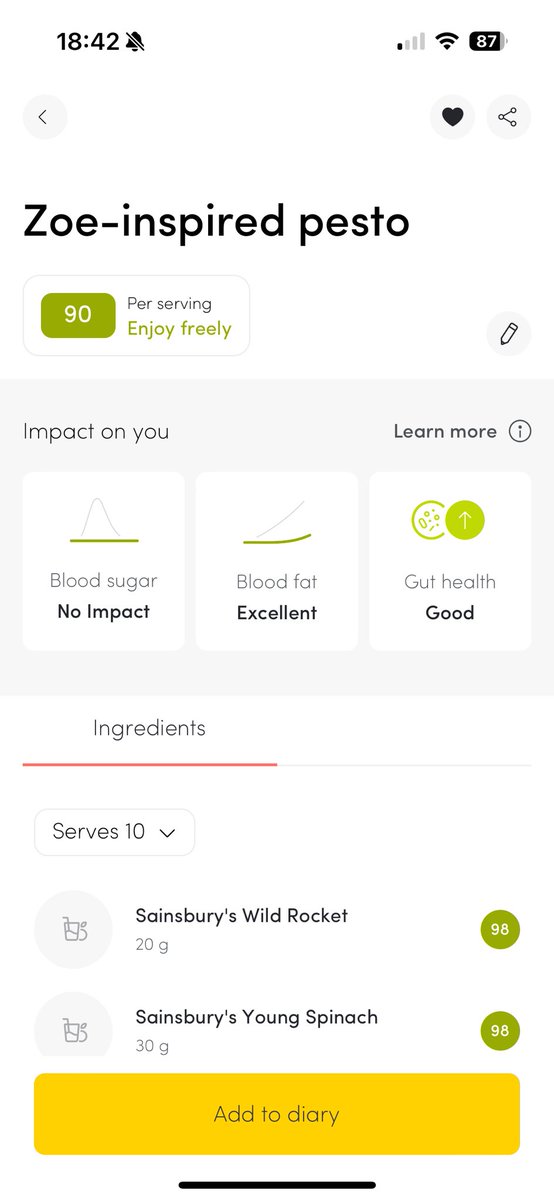 18:42
87
Zoe-inspired pesto
90
Per serving
Enjoy freely
Impact on you
Learn more
Blood sugar
No Impact
Blood fat
Excellent
Gut health
Good
Ingredients
Serves 10
Sainsbury's Wild Rocket
20 g
98
Sainsbury's Young Spinach
30 g
98
Add to diary